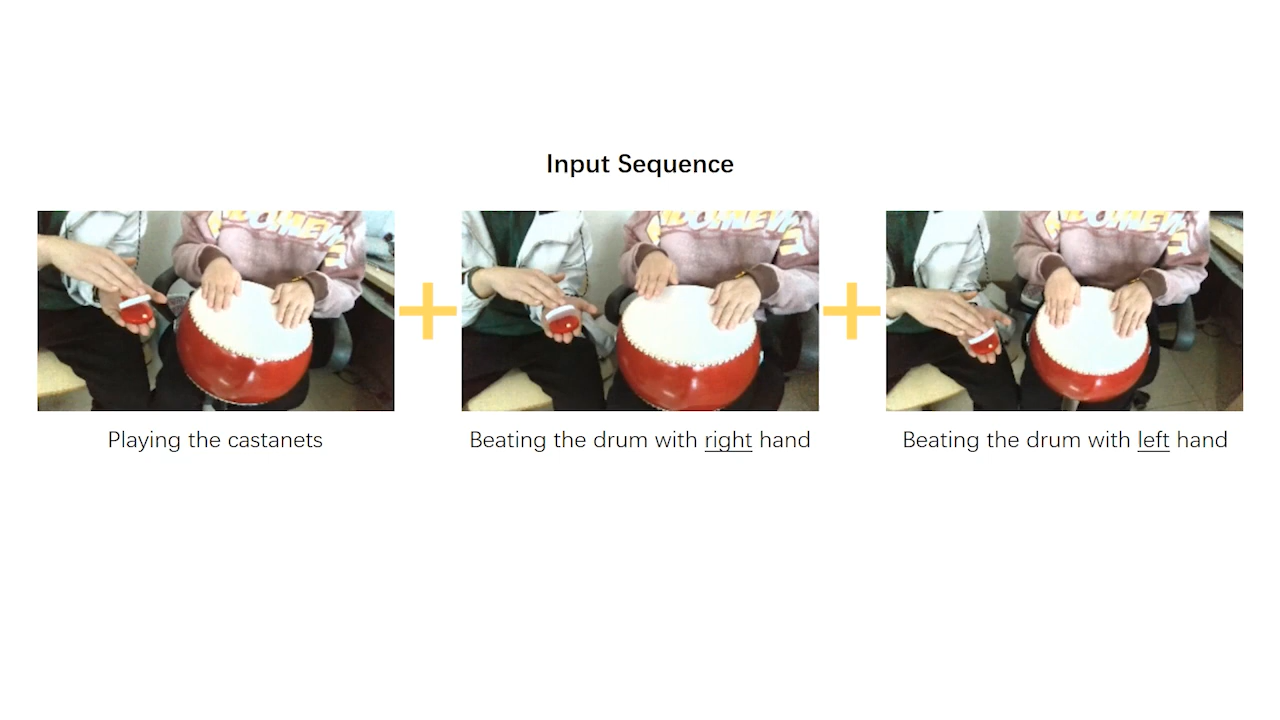 Input Sequence
Playing the castanets
Beating the drum with right hand
Beating the drum with left hand